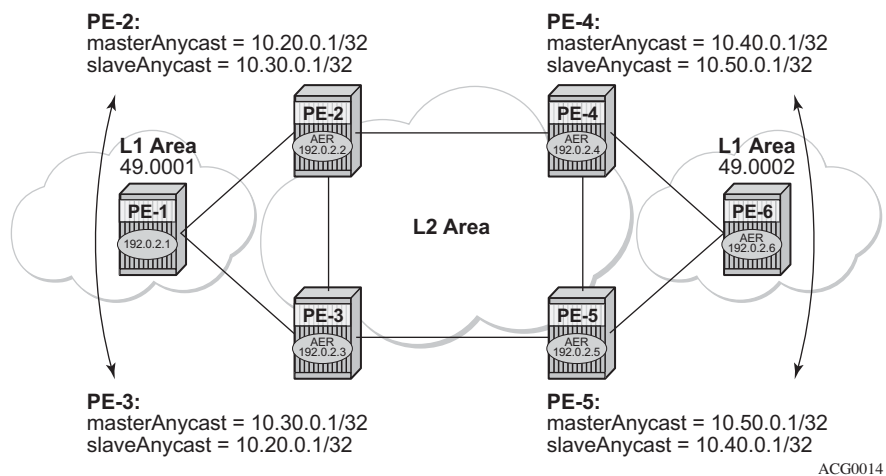 PE-2:
masterAnycast = 10.20.0.1/32
slaveAnycast = 10.30.0.1/32
PE-4:
masterAnycast = 10.40.0.1/32
slaveAnycast = 10.50.0.1/32
L1 Area
49.0001
PE-1
192.0.2.1
PE-2
AER
192.0.2.2
PE-4
AER
192.0.2.4
L2 Area
L1 Area
49.0002
PE-6
AER
192.0.2.6
PE-3
AER
192.0.2.3
PE-5
AER
192.0.2.5
PE-3:
masterAnycast = 10.30.0.1/32
slaveAnycast = 10.20.0.1/32
PE-5:
masterAnycast = 10.50.0.1/32
slaveAnycast = 10.40.0.1/32
ACG0014